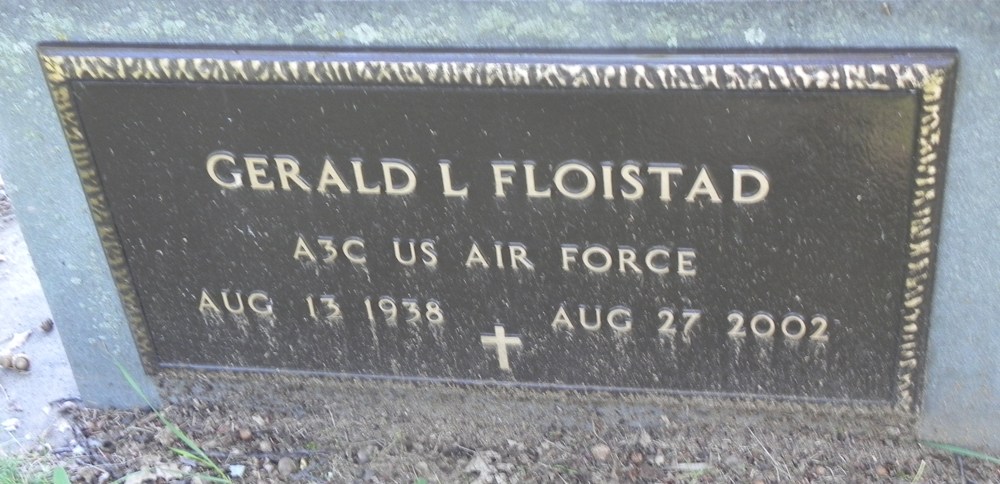 GERALD L FLOISTAD
A3C US AIR FORCE
AUG 13 1938 AUG 27 2002